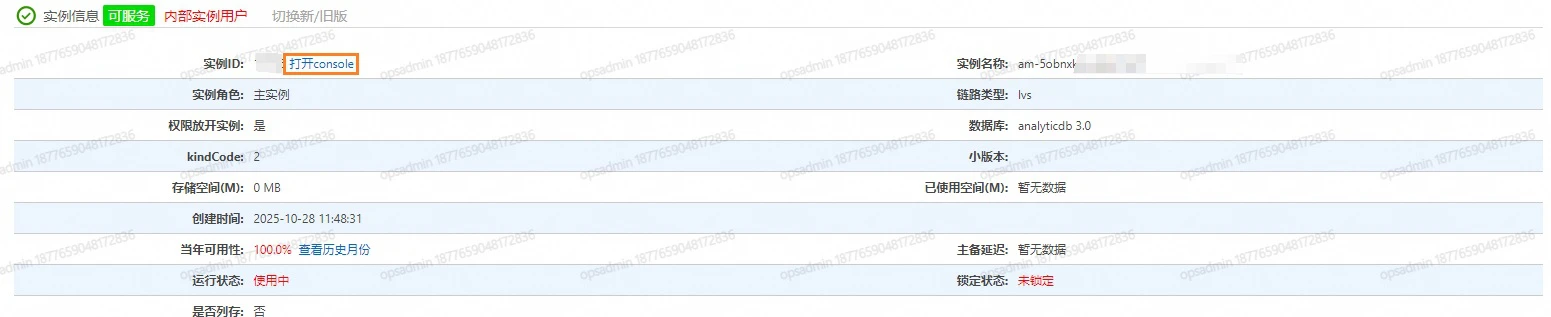 实例信息 可服务 内部实例用户 切换新/旧版
实例ID: 打开console 实例名称: am-5obnxk
实例角色: 主实例 链路类型: lvs
权限放开实例: 是 数据库: analyticdb 3.0
kindCode: 2 小版本:
存储空间(M): 0 MB 已使用空间(M): 暂无数据
创建时间: 2025-10-28 11:48:31
当年可用性: 100.0% 查看历史月份 主备延迟: 暂无数据
运行状态: 使用中 锁定状态: 未锁定
是否列存: 否
opsadmin 1877659048172836